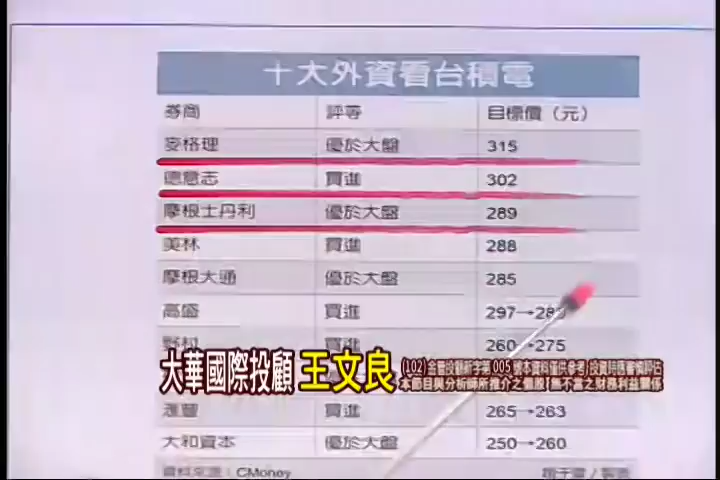 十大外資看台積電
券商 評等 目標價（元）
麥格理 優於大盤 315
德意志 買進 302
摩根士丹利 優於大盤 289
美林 買進 288
摩根大通 優於大盤 285
高盛 買進 297→28
野村 買進 260→275
大華國際投顧 王文良
(102)金管投顧新字第 005 號本資料僅供參考/投資時應審慎評估
本節目與分析師所推介之個股/無不當之財務利益關係
滙豐 買進 265→263
大和資本 優於大盤 250→260
資料來源：CMoney